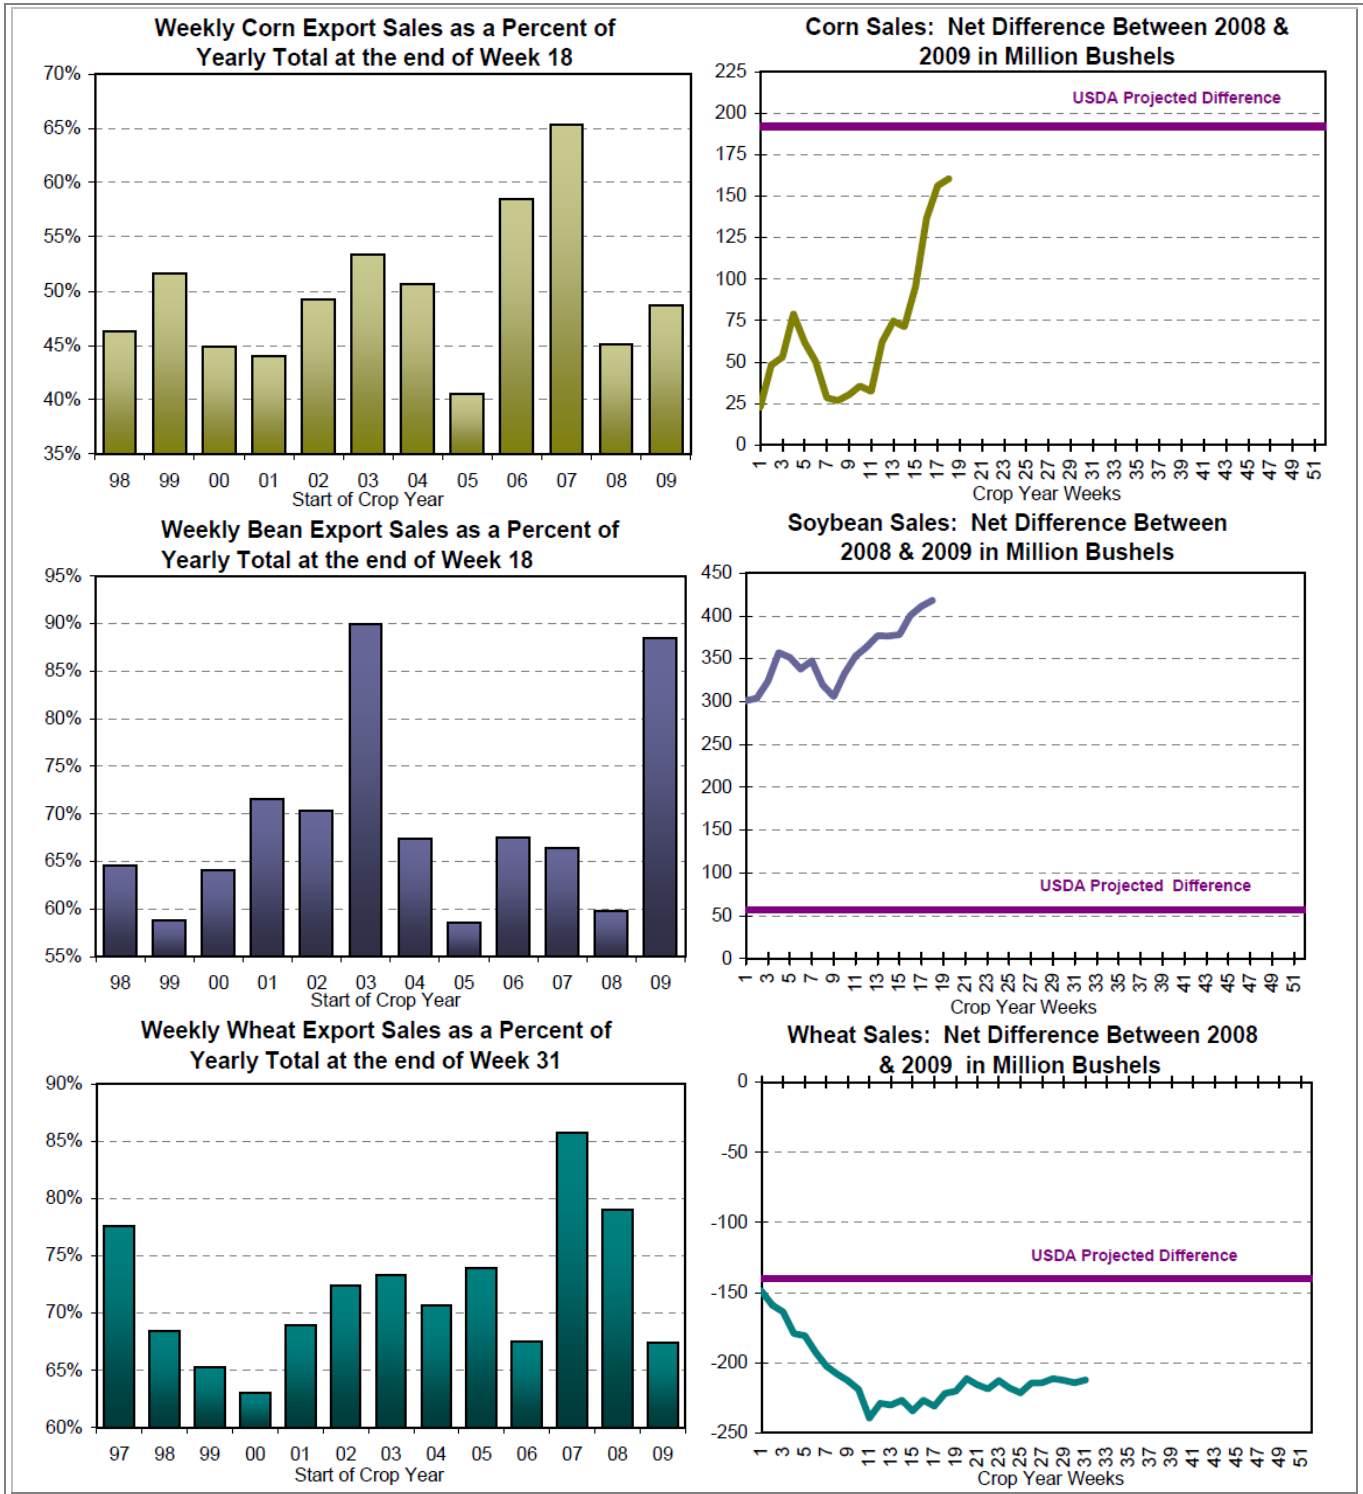 Weekly Corn Export Sales as a Percent of
Yearly Total at the end of Week 18
70%
65%
60%
55%
50%
45%
40%
35%
98 99 00 01 02 03 04 05 06 07 08 09
Start of Crop Year
Corn Sales: Net Difference Between 2008 &
2009 in Million Bushels
225
200
175
150
125
100
75
50
25
0
USDA Projected Difference
1 3 5 7 9 11 13 15 17 19 21 23 25 27 29 31 33 35 37 39 41 43 45 47 49 51
Crop Year Weeks
Weekly Bean Export Sales as a Percent of
Yearly Total at the end of Week 18
95%
90%
85%
80%
75%
70%
65%
60%
55%
98 99 00 01 02 03 04 05 06 07 08 09
Start of Crop Year
Soybean Sales: Net Difference Between
2008 & 2009 in Million Bushels
450
400
350
300
250
200
150
100
50
0
USDA Projected Difference
1 3 5 7 9 11 13 15 17 19 21 23 25 27 29 31 33 35 37 39 41 43 45 47 49 51
Crop Year Weeks
Weekly Wheat Export Sales as a Percent of
Yearly Total at the end of Week 31
90%
85%
80%
75%
70%
65%
60%
97 98 99 00 01 02 03 04 05 06 07 08 09
Start of Crop Year
Wheat Sales: Net Difference Between 2008
& 2009 in Million Bushels
0
-50
-100
-150
-200
-250
USDA Projected Difference
1 3 5 7 9 11 13 15 17 19 21 23 25 27 29 31 33 35 37 39 41 43 45 47 49 51
Crop Year Weeks